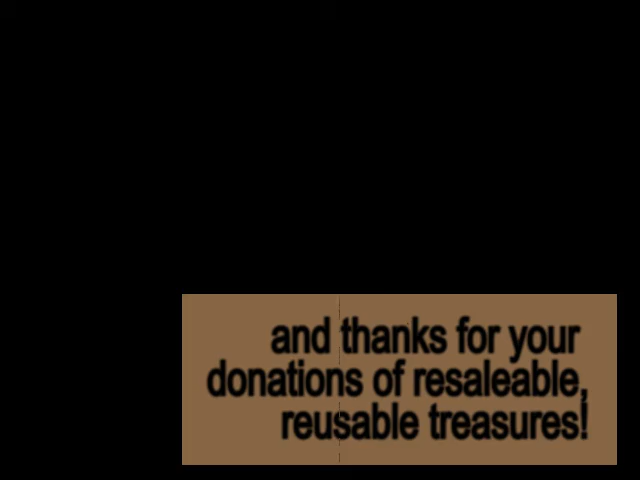 and thanks for your
donations of resaleable,
reusable treasures!